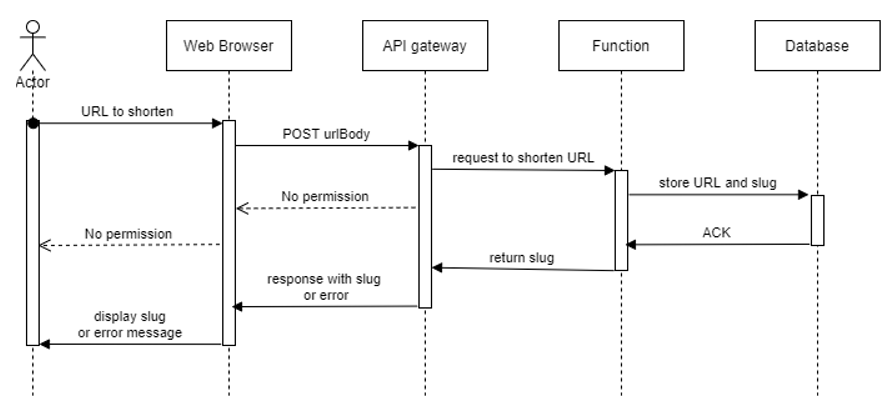 Web Browser
API gateway
Function
Database
Actor
URL to shorten
POST urlBody
request to shorten URL
store URL and slug
No permission
No permission
ACK
return slug
response with slug
or error
display slug
or error message